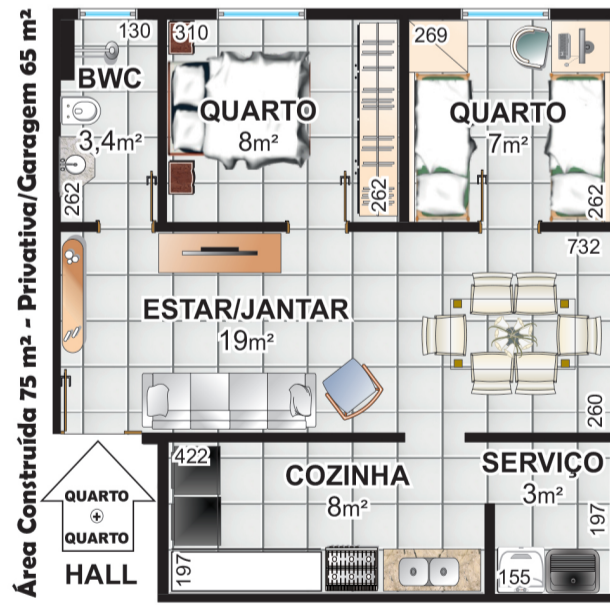 Área Construída 75 m² - Privativa/Garagem 65 m²
130
BWC
3,4m²
262
310
QUARTO
8m²
262
269
QUARTO
7m²
262
732
ESTAR/JANTAR
19m²
260
422
COZINHA
8m²
197
SERVIÇO
3m²
197
155
QUARTO
+
QUARTO
HALL